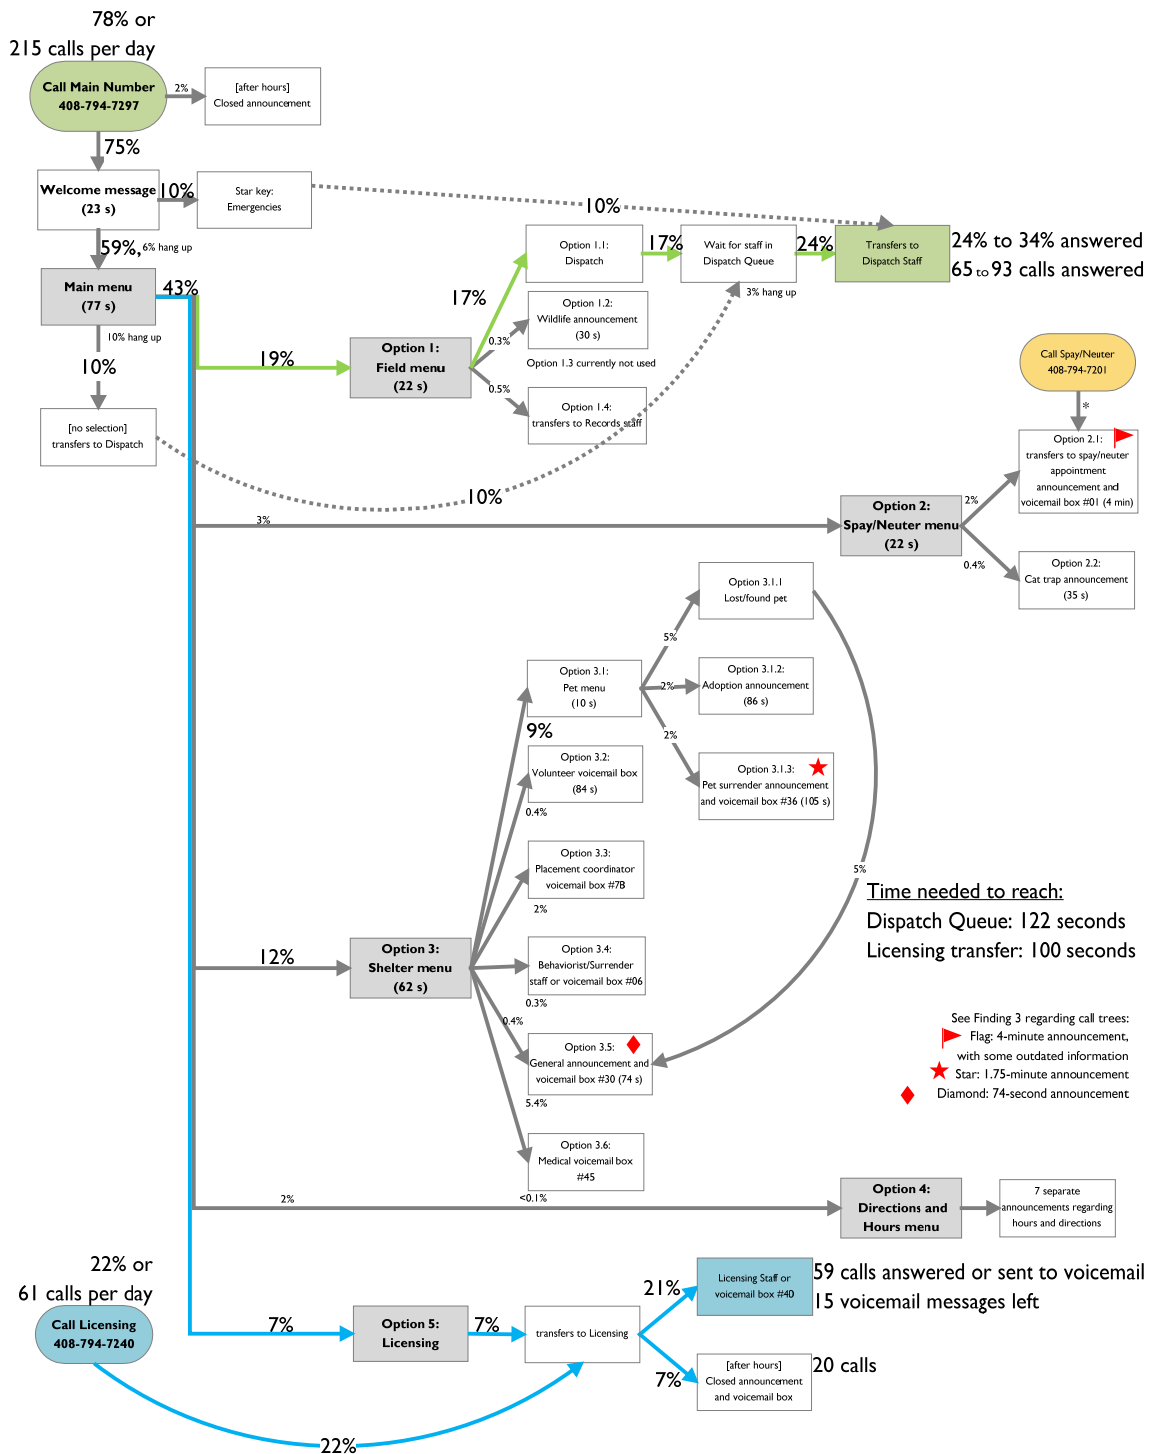 78% or
215 calls per day
Call Main Number
408-794-7297
2%
[after hours]
Closed announcement
75%
Welcome message
(23 s)
10%
Star key:
Emergencies
10%
59%, 6% hang up
Main menu
(77 s)
43%
10% hang up
10%
[no selection]
transfers to Dispatch
10%
19%
Option 1:
Field menu
(22 s)
17%
0.3%
0.5%
Option 1.1:
Dispatch
Option 1.2:
Wildlife announcement
(30 s)
Option 1.3 currently not used
Option 1.4:
transfers to Records staff
17%
Wait for staff in
Dispatch Queue
3% hang up
24%
Transfers to
Dispatch Staff
24% to 34% answered
65 to 93 calls answered
Call Spay/Neuter
408-794-7201
*
3%
Option 2:
Spay/Neuter menu
(22 s)
2%
0.4%
Option 2.1:
transfers to spay/neuter
appointment
announcement and
voicemail box #01 (4 min)
Option 2.2:
Cat trap announcement
(35 s)
12%
Option 3:
Shelter menu
(62 s)
Option 3.1:
Pet menu
(10 s)
9%
5%
2%
2%
Option 3.1.1
Lost/found pet
Option 3.1.2:
Adoption announcement
(86 s)
Option 3.1.3:
Pet surrender announcement
and voicemail box #36 (105 s)
5%
Option 3.2:
Volunteer voicemail box
(84 s)
0.4%
Option 3.3:
Placement coordinator
voicemail box #7B
2%
Option 3.4:
Behaviorist/Surrender
staff or voicemail box #06
0.3%
0.4%
Option 3.5:
General announcement and
voicemail box #30 (74 s)
5.4%
Option 3.6:
Medical voicemail box
#45
<0.1%
Time needed to reach:
Dispatch Queue: 122 seconds
Licensing transfer: 100 seconds
See Finding 3 regarding call trees:
Flag: 4-minute announcement,
with some outdated information
Star: 1.75-minute announcement
Diamond: 74-second announcement
2%
Option 4:
Directions and
Hours menu
7 separate
announcements regarding
hours and directions
22% or
61 calls per day
Call Licensing
408-794-7240
7%
Option 5:
Licensing
7%
transfers to Licensing
22%
21%
7%
Licensing Staff or
voicemail box #40
59 calls answered or sent to voicemail
15 voicemail messages left
[after hours]
Closed announcement
and voicemail box
20 calls